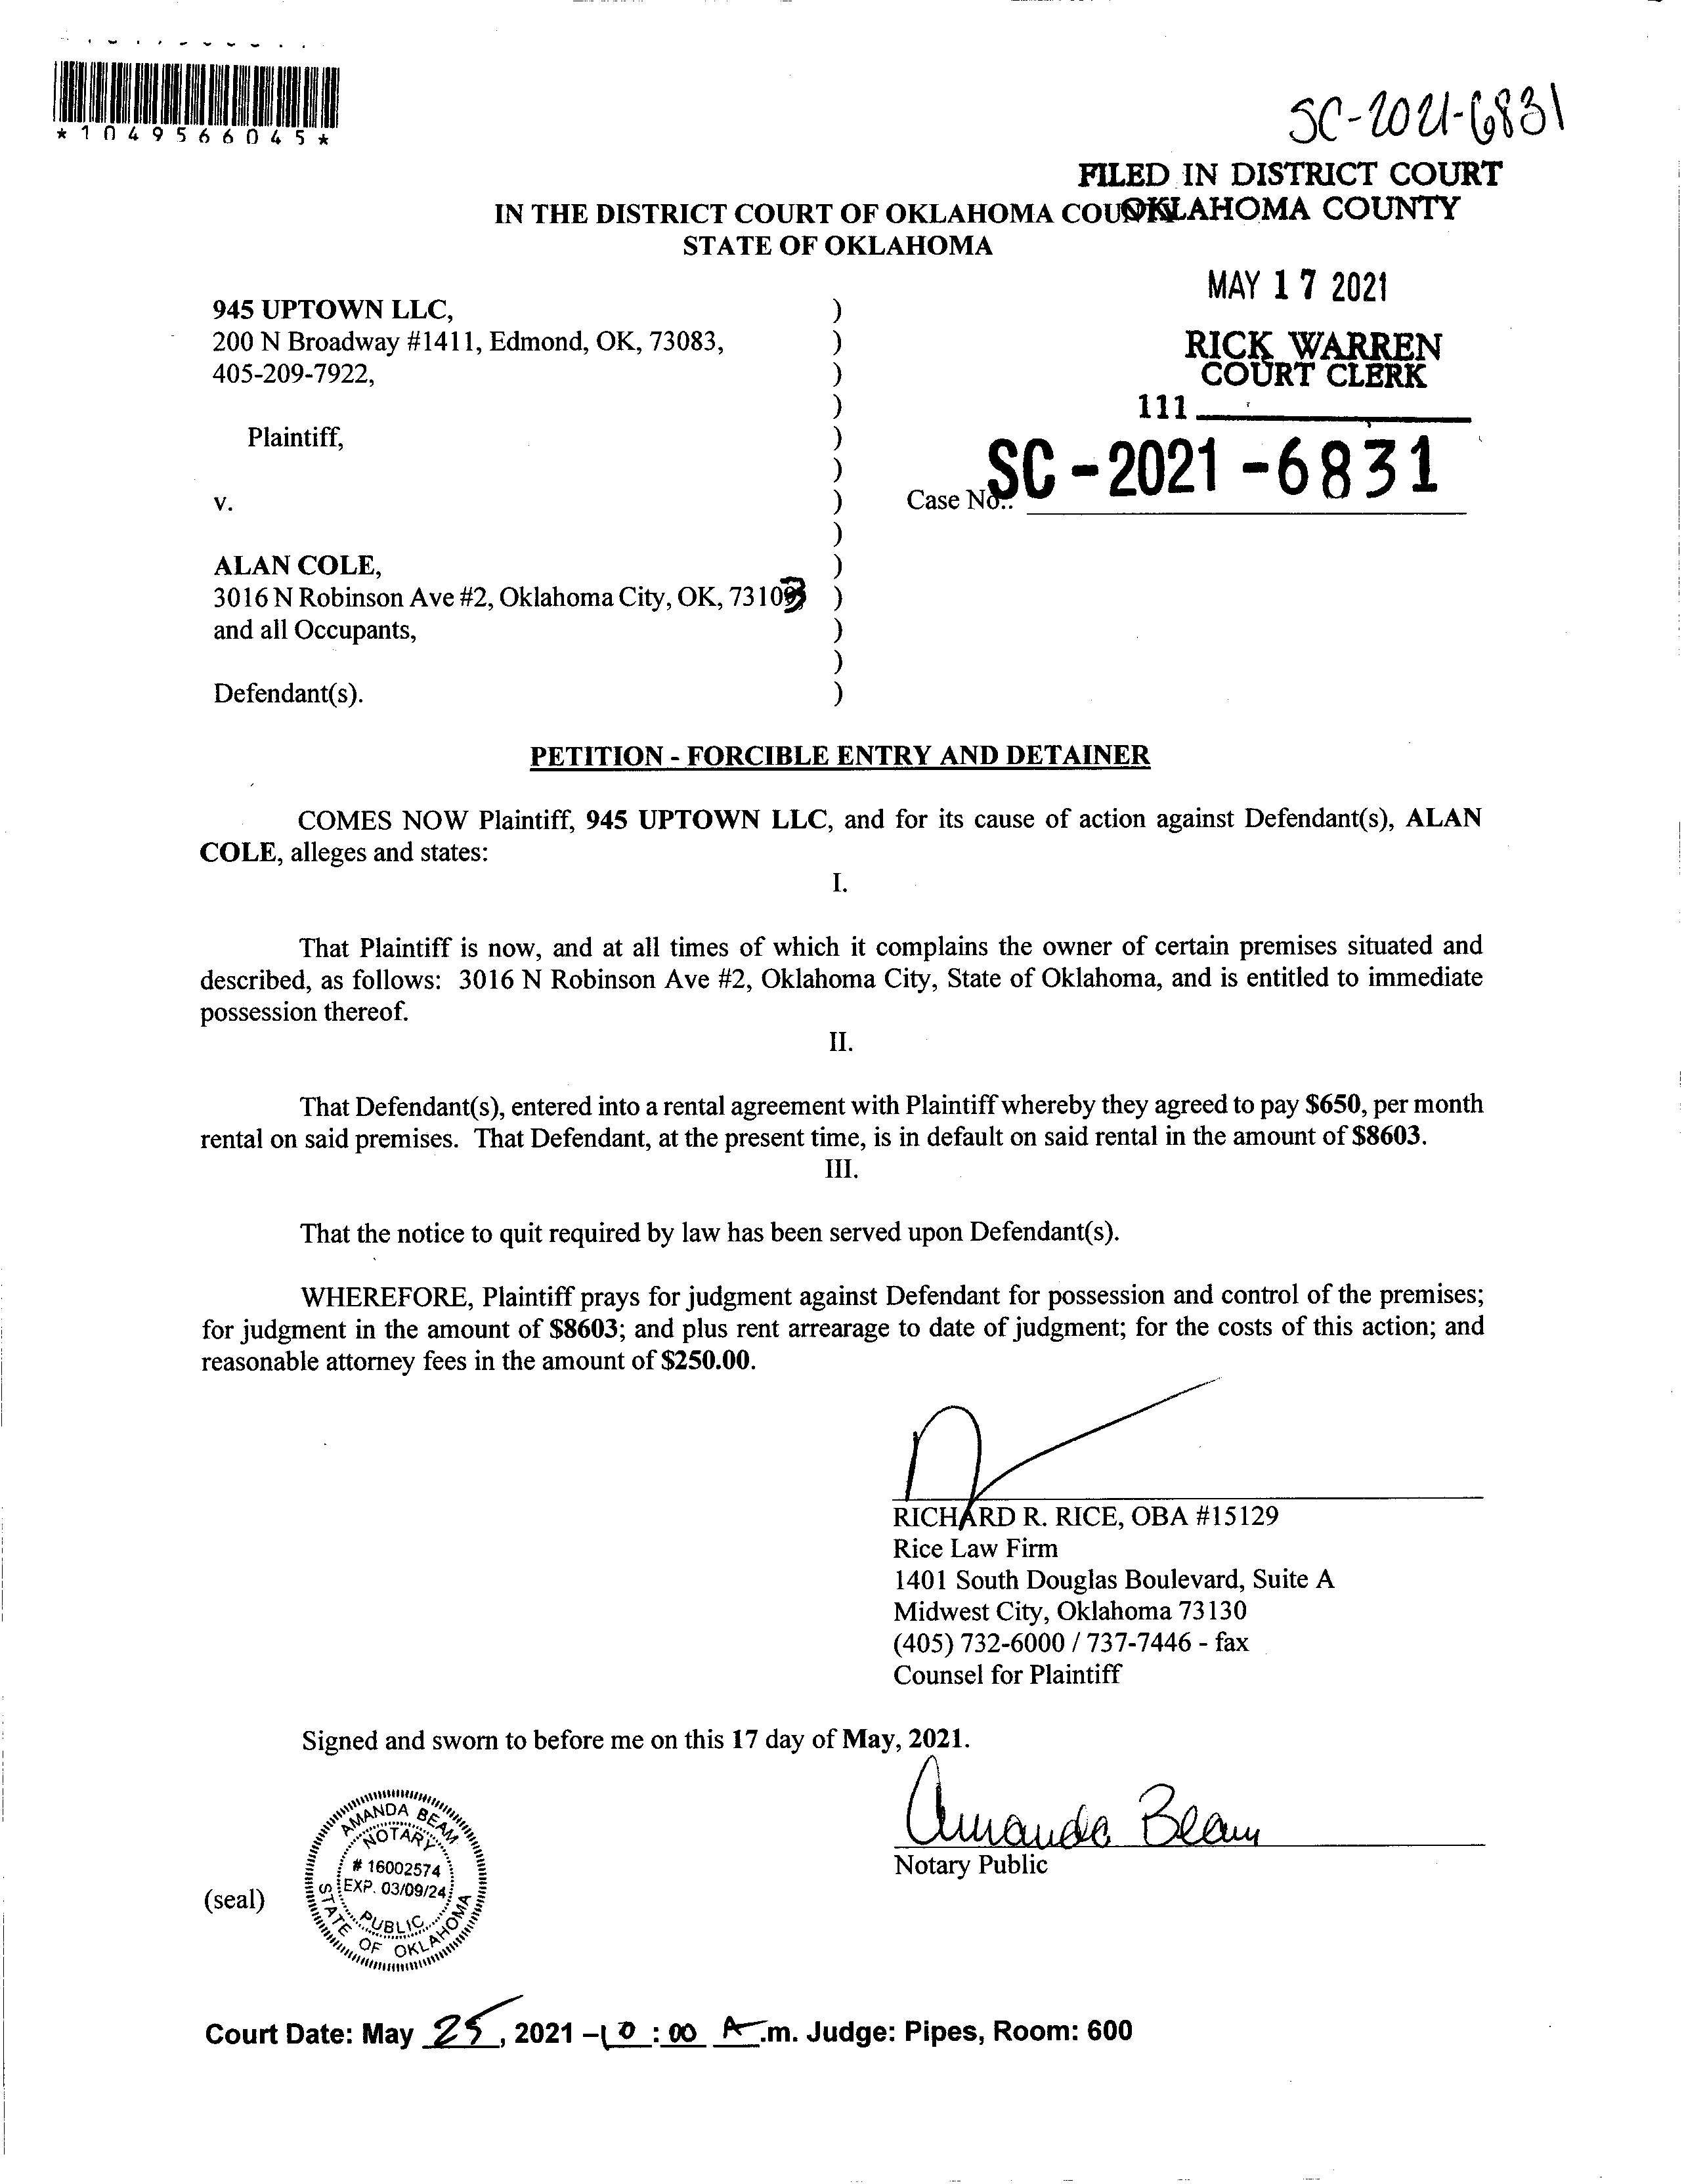 *1049566045*
SC-2021-6831
FILED IN DISTRICT COURT
OKLAHOMA COUNTY
IN THE DISTRICT COURT OF OKLAHOMA
STATE OF OKLAHOMA
MAY 17 2021
RICK WARREN
COURT CLERK
111
945 UPTOWN LLC, )
200 N Broadway #1411, Edmond, OK, 73083, )
405-209-7922, )
)
Plaintiff, )
)
v. ) Case No.: SC-2021-6831
)
ALAN COLE, )
3016 N Robinson Ave #2, Oklahoma City, OK, 73103 )
and all Occupants, )
)
Defendant(s). )
PETITION - FORCIBLE ENTRY AND DETAINER
COMES NOW Plaintiff, 945 UPTOWN LLC, and for its cause of action against Defendant(s), ALAN
COLE, alleges and states:
I.
That Plaintiff is now, and at all times of which it complains the owner of certain premises situated and
described, as follows: 3016 N Robinson Ave #2, Oklahoma City, State of Oklahoma, and is entitled to immediate
possession thereof.
II.
That Defendant(s), entered into a rental agreement with Plaintiff whereby they agreed to pay $650, per month
rental on said premises. That Defendant, at the present time, is in default on said rental in the amount of $8603.
III.
That the notice to quit required by law has been served upon Defendant(s).
WHEREFORE, Plaintiff prays for judgment against Defendant for possession and control of the premises;
for judgment in the amount of $8603; and plus rent arrearage to date of judgment; for the costs of this action; and
reasonable attorney fees in the amount of $250.00.
RICHARD R. RICE, OBA #15129
Rice Law Firm
1401 South Douglas Boulevard, Suite A
Midwest City, Oklahoma 73130
(405) 732-6000 / 737-7446 - fax
Counsel for Plaintiff
Signed and sworn to before me on this 17 day of May, 2021.
Amanda Beam
Notary Public
(seal)
AMANDA BEAM
NOTARY
# 16002574
EXP. 03/09/24
PUBLIC
STATE OF OKLAHOMA
Court Date: May 25, 2021 – 10 : 00 A.m. Judge: Pipes, Room: 600